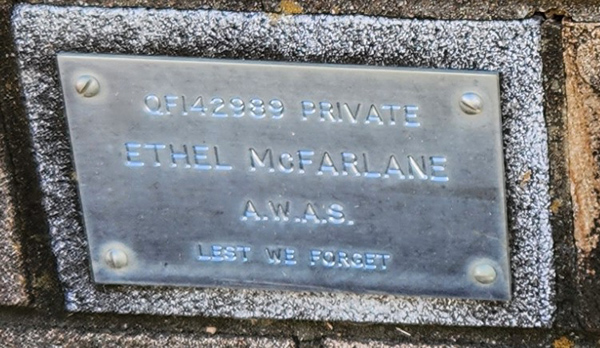 QF142989 PRIVATE
ETHEL McFARLANE
A.W.A.S.
LEST WE FORGET